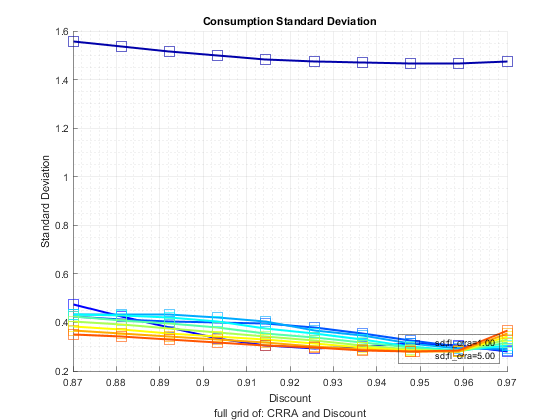 Consumption Standard Deviation
1.6
1.4
1.2
1
0.8
0.6
0.4
0.2
Standard Deviation
sd.fl_crra=1.00
sd.fl_crra=5.00
0.87 0.88 0.89 0.9 0.91 0.92 0.93 0.94 0.95 0.96 0.97
Discount
full grid of: CRRA and Discount